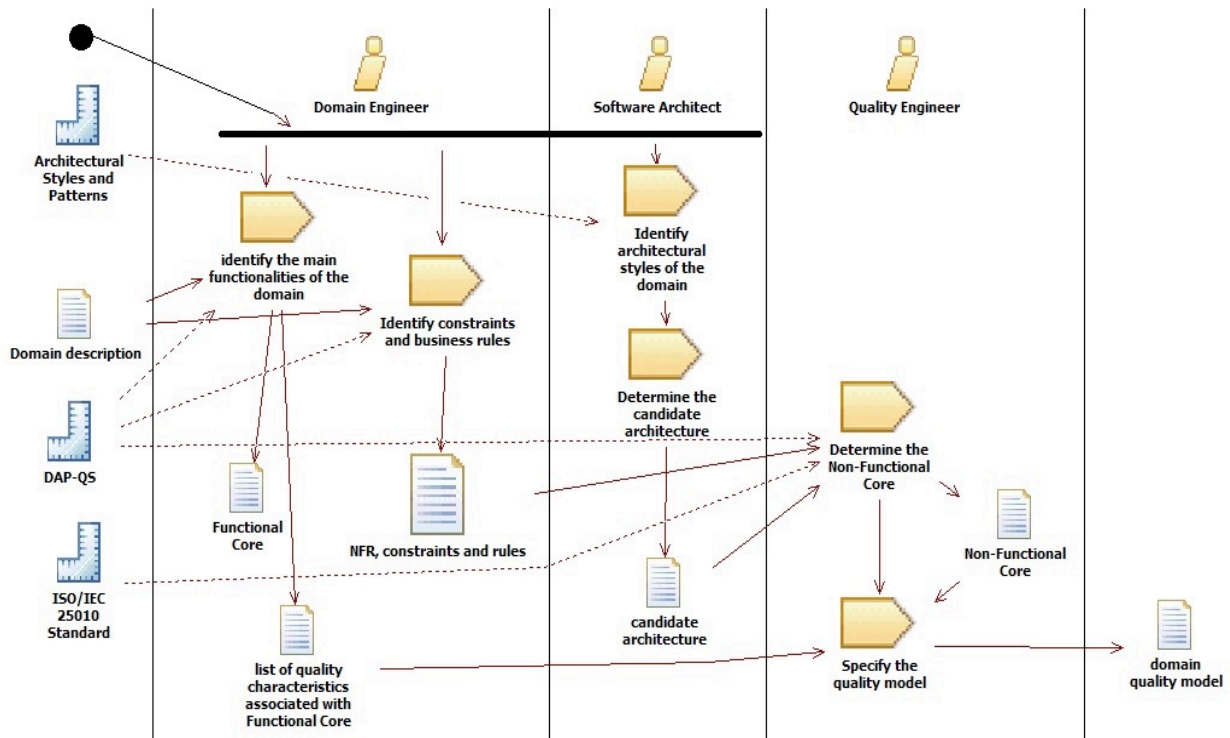 Domain Engineer
Software Architect
Quality Engineer
Architectural
Styles and
Patterns
identify the main
functionalities of the
domain
Identify
architectural
styles of the
domain
Identify constraints
and business rules
Domain description
Determine the
candidate
architecture
Determine the
Non-Functional
Core
DAP-QS
Functional
Core
NFR, constraints and rules
Non-Functional
Core
ISO/IEC
25010
Standard
candidate
architecture
list of quality
characteristics
associated with
Functional Core
Specify the
quality model
domain
quality model